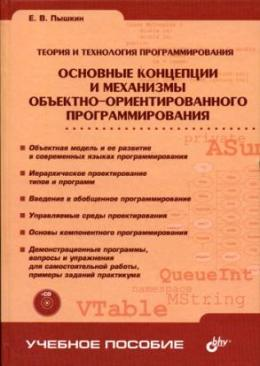 Е. В. Пышкин
ТЕОРИЯ И ТЕХНОЛОГИЯ ПРОГРАММИРОВАНИЯ
ОСНОВНЫЕ КОНЦЕПЦИИ
И МЕХАНИЗМЫ
ОБЪЕКТНО-ОРИЕНТИРОВАННОГО
ПРОГРАММИРОВАНИЯ
private
ASum
Объектная модель и ее развитие
в современных языках программирования
Иерархическое проектирование
типов и программ
Введение в обобщенное программирование
Управляемые среды проектирования
Основы компонентного программирования
Демонстрационные программы,
вопросы и упражнения
для самостоятельной работы,
примеры заданий практикума
QueueInt
namespace
MString
VTable
CD
УЧЕБНОЕ ПОСОБИЕ
bhv